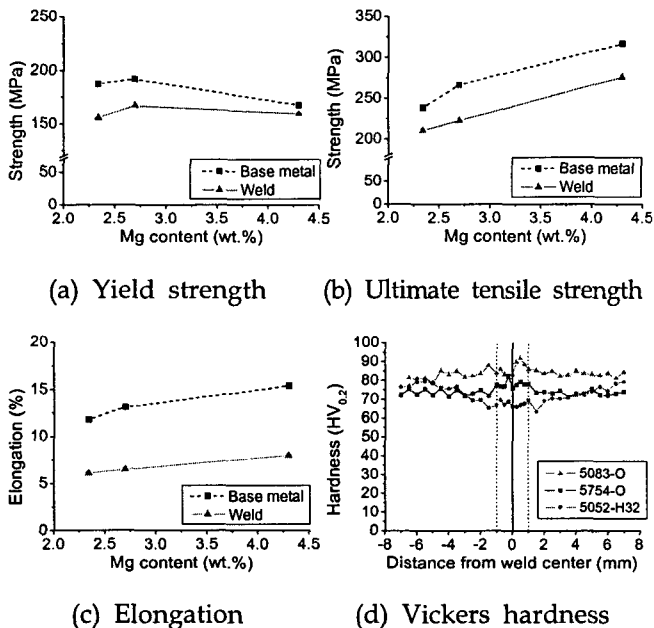 200
150
50
0
Strength (MPa)
Base metal
Weld
2.0 2.5 3.0 3.5 4.0 4.5
Mg content (wt.%)
(a) Yield strength
350
300
250
200
50
0
Strength (MPa)
Base metal
Weld
2.0 2.5 3.0 3.5 4.0 4.5
Mg content (wt.%)
(b) Ultimate tensile strength
20
15
10
5
0
Elongation (%)
Base metal
Weld
2.0 2.5 3.0 3.5 4.0 4.5
Mg content (wt.%)
(c) Elongation
100
90
80
70
60
50
40
30
20
10
0
Hardness (HV0.2)
5083-O
5754-O
5052-H32
-8 -6 -4 -2 0 2 4 6 8
Distance from weld center (mm)
(d) Vickers hardness